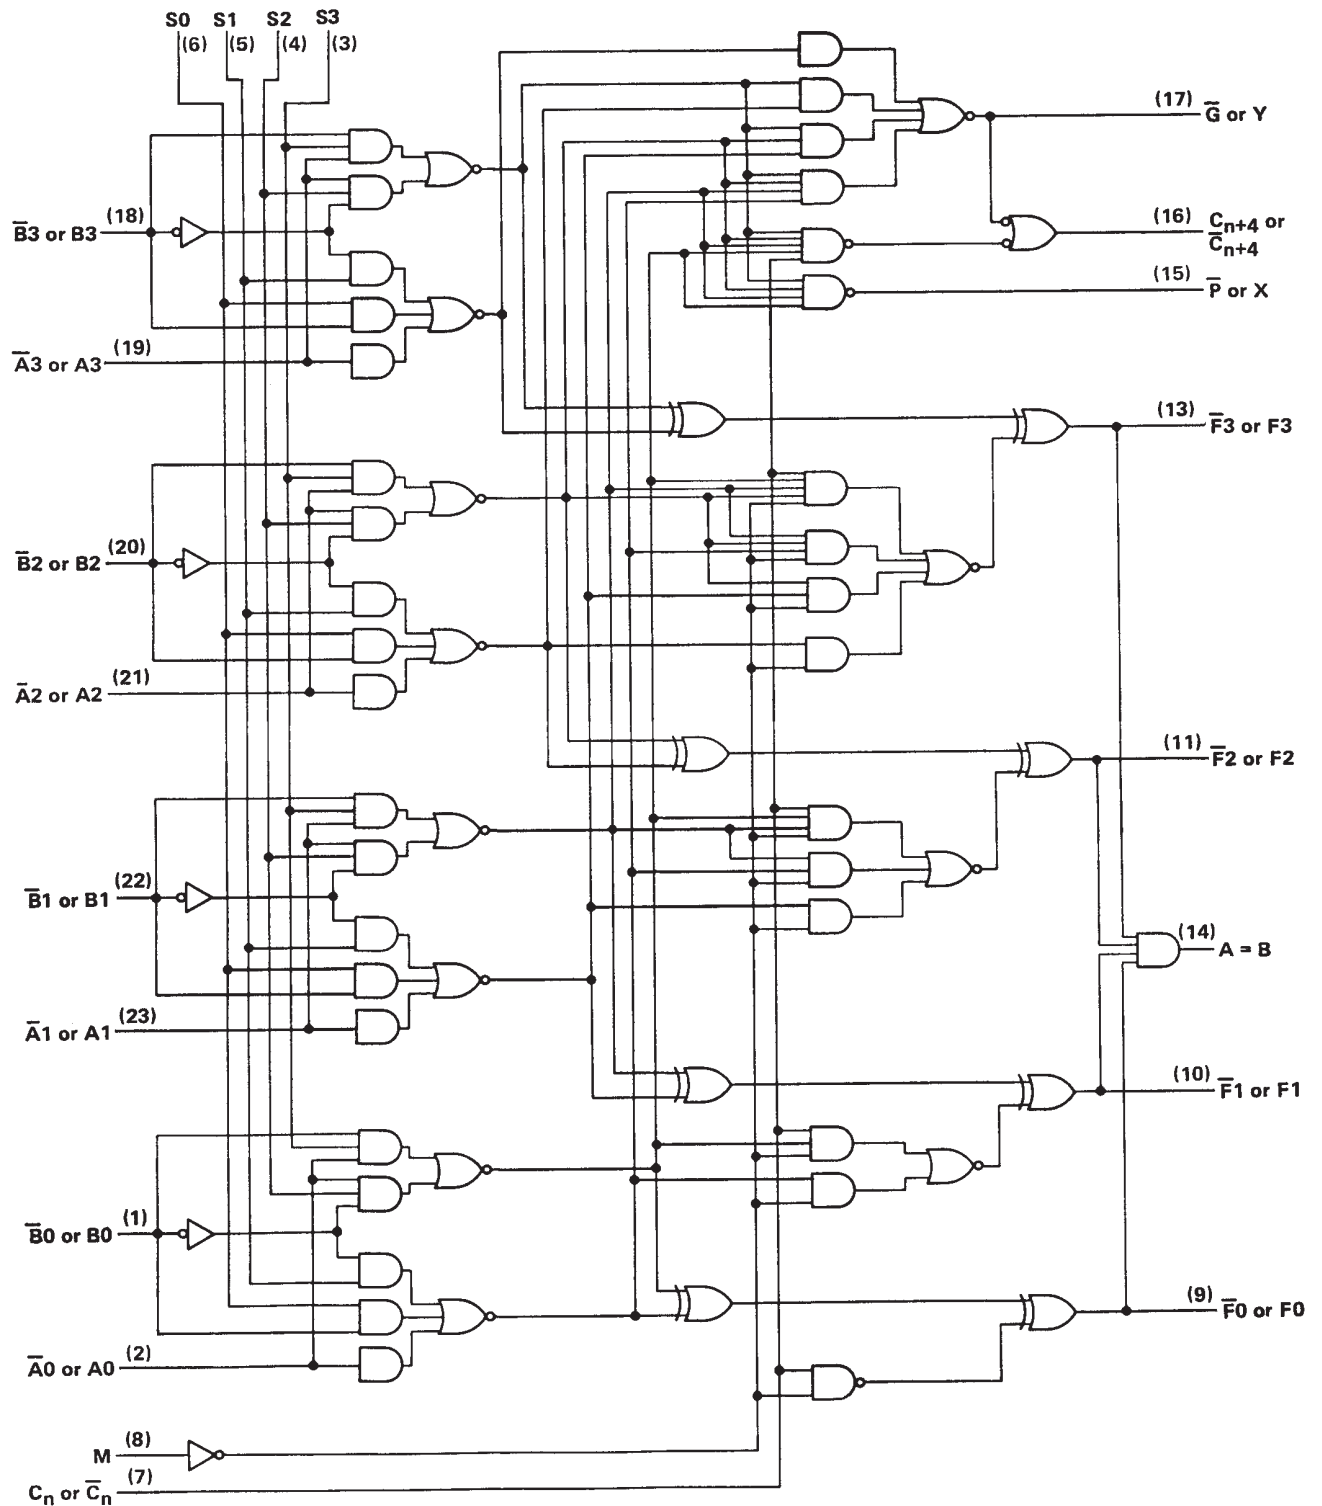 S0 S1 S2 S3
(6) (5) (4) (3)
(17) G̅ or Y
(18) B̅3 or B3
(16) Cn+4 or
C̅n+4
(15) P̅ or X
(19) A̅3 or A3
(13) F̅3 or F3
(20) B̅2 or B2
(21) A̅2 or A2
(11) F̅2 or F2
(22) B̅1 or B1
(14) A = B
(23) A̅1 or A1
(10) F̅1 or F1
(1) B̅0 or B0
(9) F̅0 or F0
(2) A̅0 or A0
M (8)
Cn or C̅n (7)